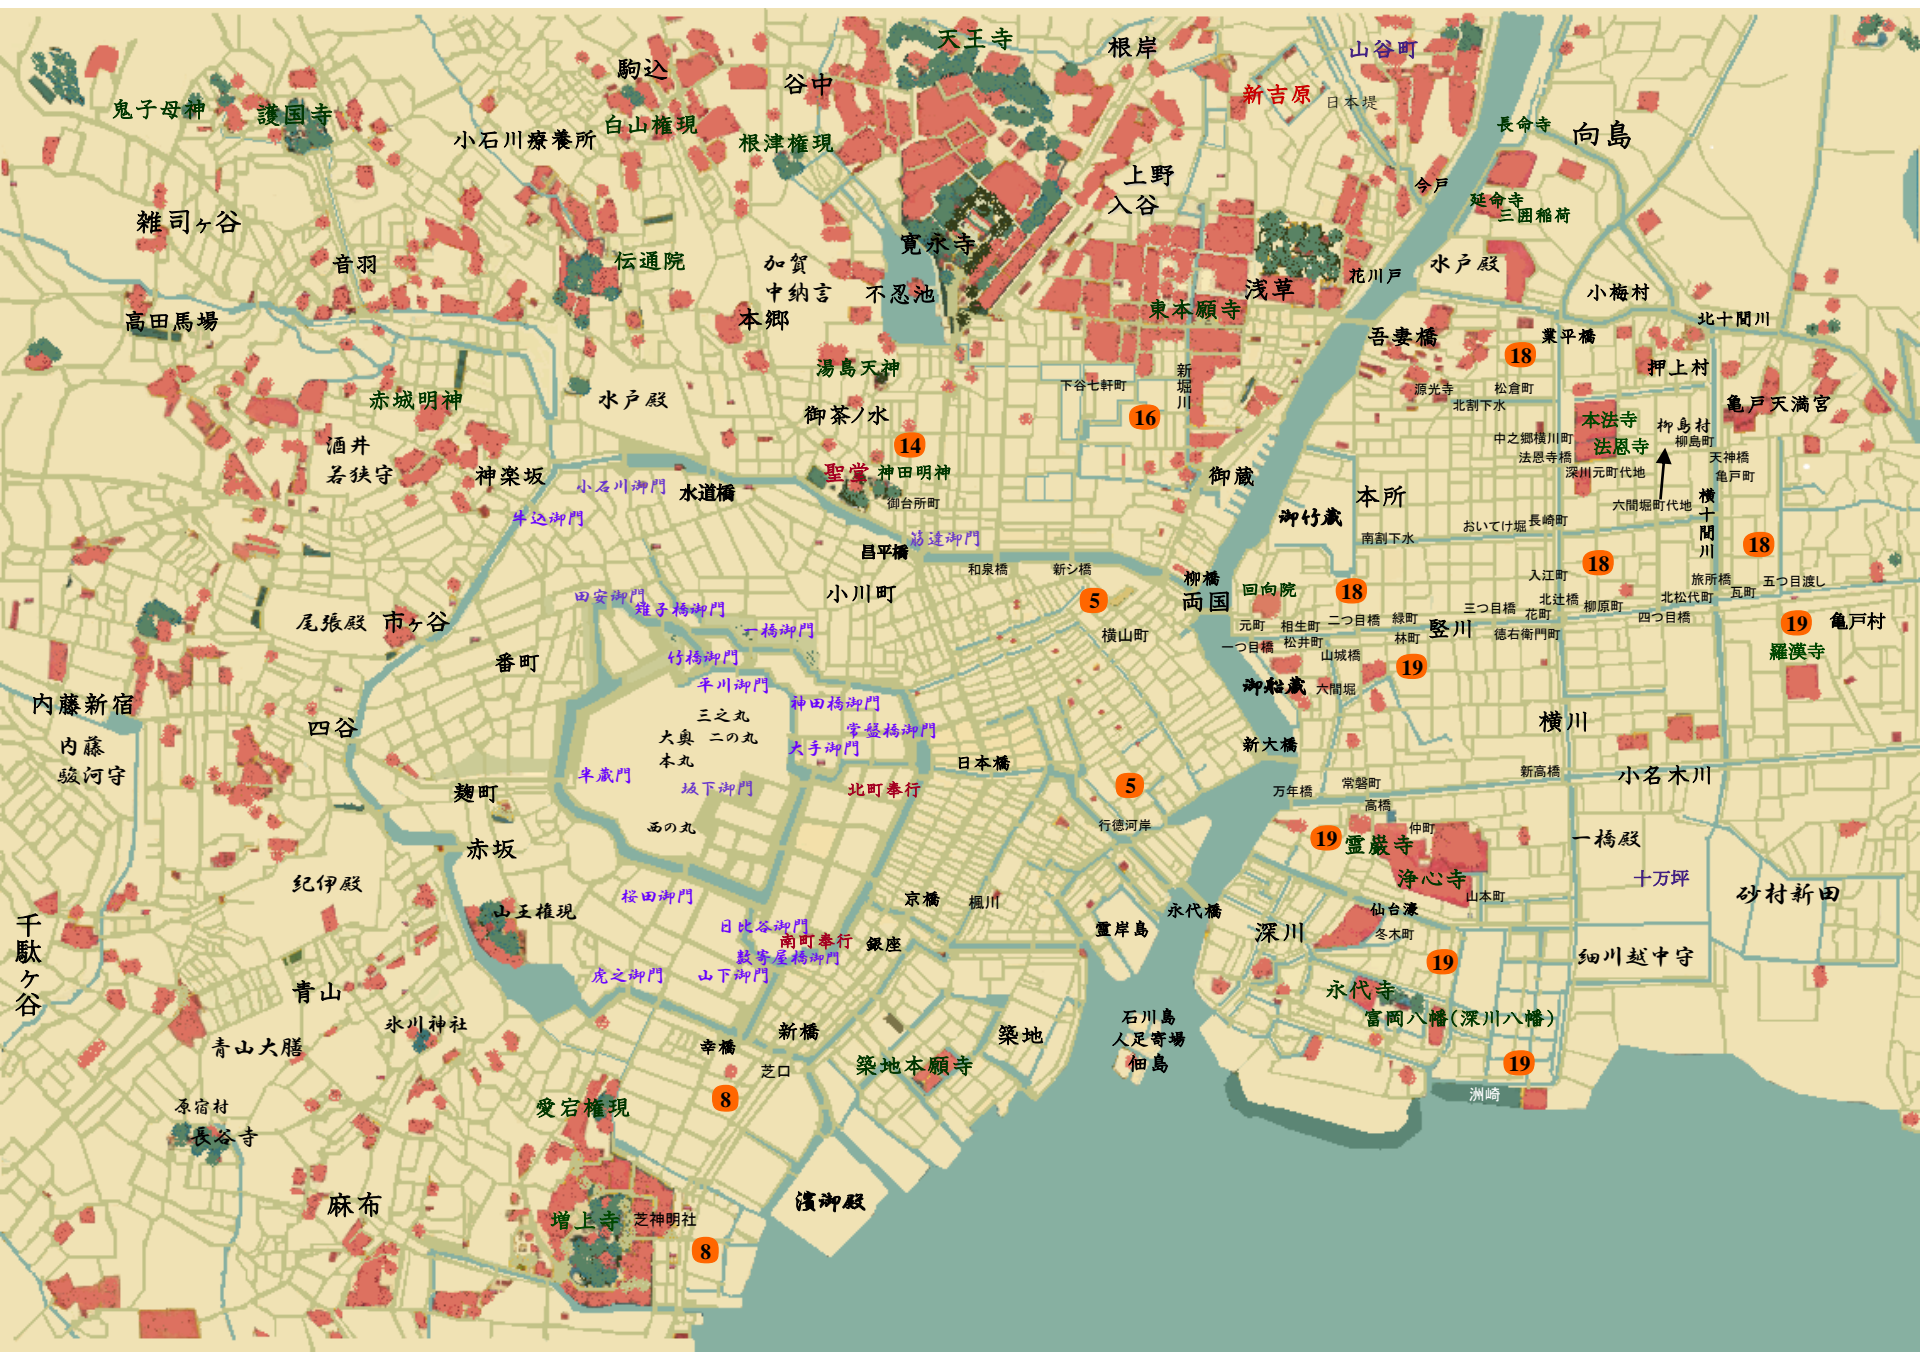 天王寺
根岸
山谷町
駒込
谷中
新吉原
日本堤
鬼子母神
護国寺
小石川療養所
白山権現
根津権現
長命寺
向島
上野
入谷
今戸
延命寺
三囲稲荷
雑司ヶ谷
寛永寺
音羽
伝通院
加賀
中納言
不忍池
浅草
花川戸
水戸殿
小梅村
高田馬場
本郷
東本願寺
吾妻橋
業平橋
北十間川
18
湯島天神
下谷七軒町
新堀川
源光寺
松倉町
押上村
赤城明神
水戸殿
御茶ノ水
16
北割下水
本法寺
柳島村
亀戸天満宮
酒井
若狭守
14
中之郷横川町
法恩寺
柳島町
神楽坂
聖堂
神田明神
御蔵
法恩寺橋
天神橋
小石川御門
水道橋
御台所町
本所
深川元町代地
亀戸町
牛込御門
御竹蔵
六間堀町代地
横十間川
筋違御門
おいてけ堀
長崎町
昌平橋
南割下水
18
和泉橋
新シ橋
柳橋
入江町
18
旅所橋
五つ目渡し
田安御門
雉子橋御門
小川町
5
両国
回向院
18
北辻橋
柳原町
北松代町
瓦町
尾張殿
市ヶ谷
一橋御門
横山町
元町
相生町
二つ目橋
緑町
三つ目橋
花町
四つ目橋
19
亀戸村
竪川
番町
竹橋御門
一つ目橋
松井町
山城橋
林町
徳右衛門町
羅漢寺
平川御門
御船蔵
六間堀
19
内藤新宿
四谷
三之丸
神田橋御門
内藤
駿河守
大奥
二の丸
常盤橋御門
新大橋
横川
本丸
大手御門
日本橋
半蔵門
坂下御門
北町奉行
5
常磐町
新高橋
小名木川
麹町
万年橋
高橋
西の丸
行徳河岸
仲町
赤坂
19
霊巌寺
一橋殿
紀伊殿
桜田御門
京橋
楓川
浄心寺
十万坪
砂村新田
山本町
千駄ヶ谷
山王権現
日比谷御門
永代橋
仙台濠
南町奉行
銀座
霊岸島
深川
冬木町
数寄屋橋御門
細川越中守
虎之御門
山下御門
19
青山
永代寺
氷川神社
新橋
築地
石川島
人足寄場
佃島
富岡八幡(深川八幡)
青山大膳
幸橋
芝口
築地本願寺
19
原宿村
愛宕権現
8
洲崎
長谷寺
麻布
濱御殿
増上寺
芝神明社
8